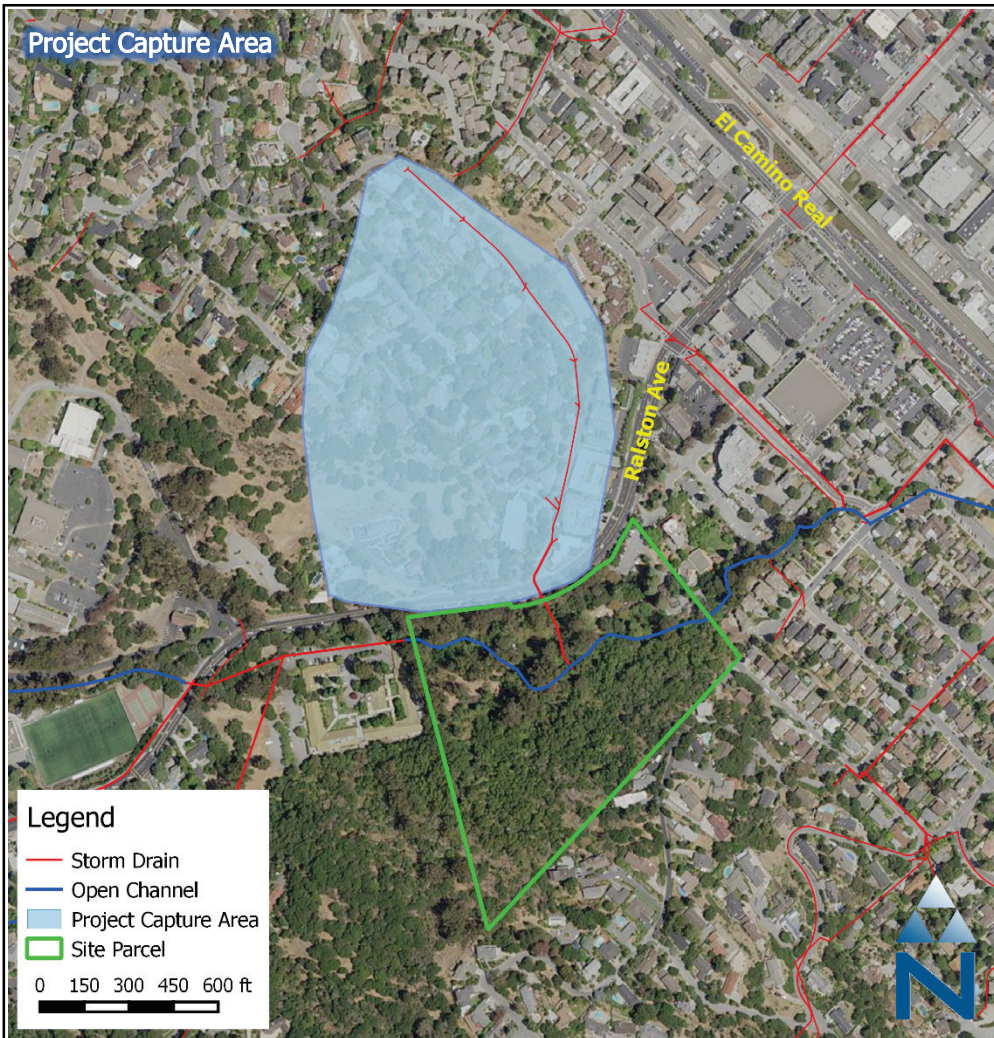 Project Capture Area
El Camino Real
Ralston Ave
Legend
Storm Drain
Open Channel
Project Capture Area
Site Parcel
0 150 300 450 600 ft
N